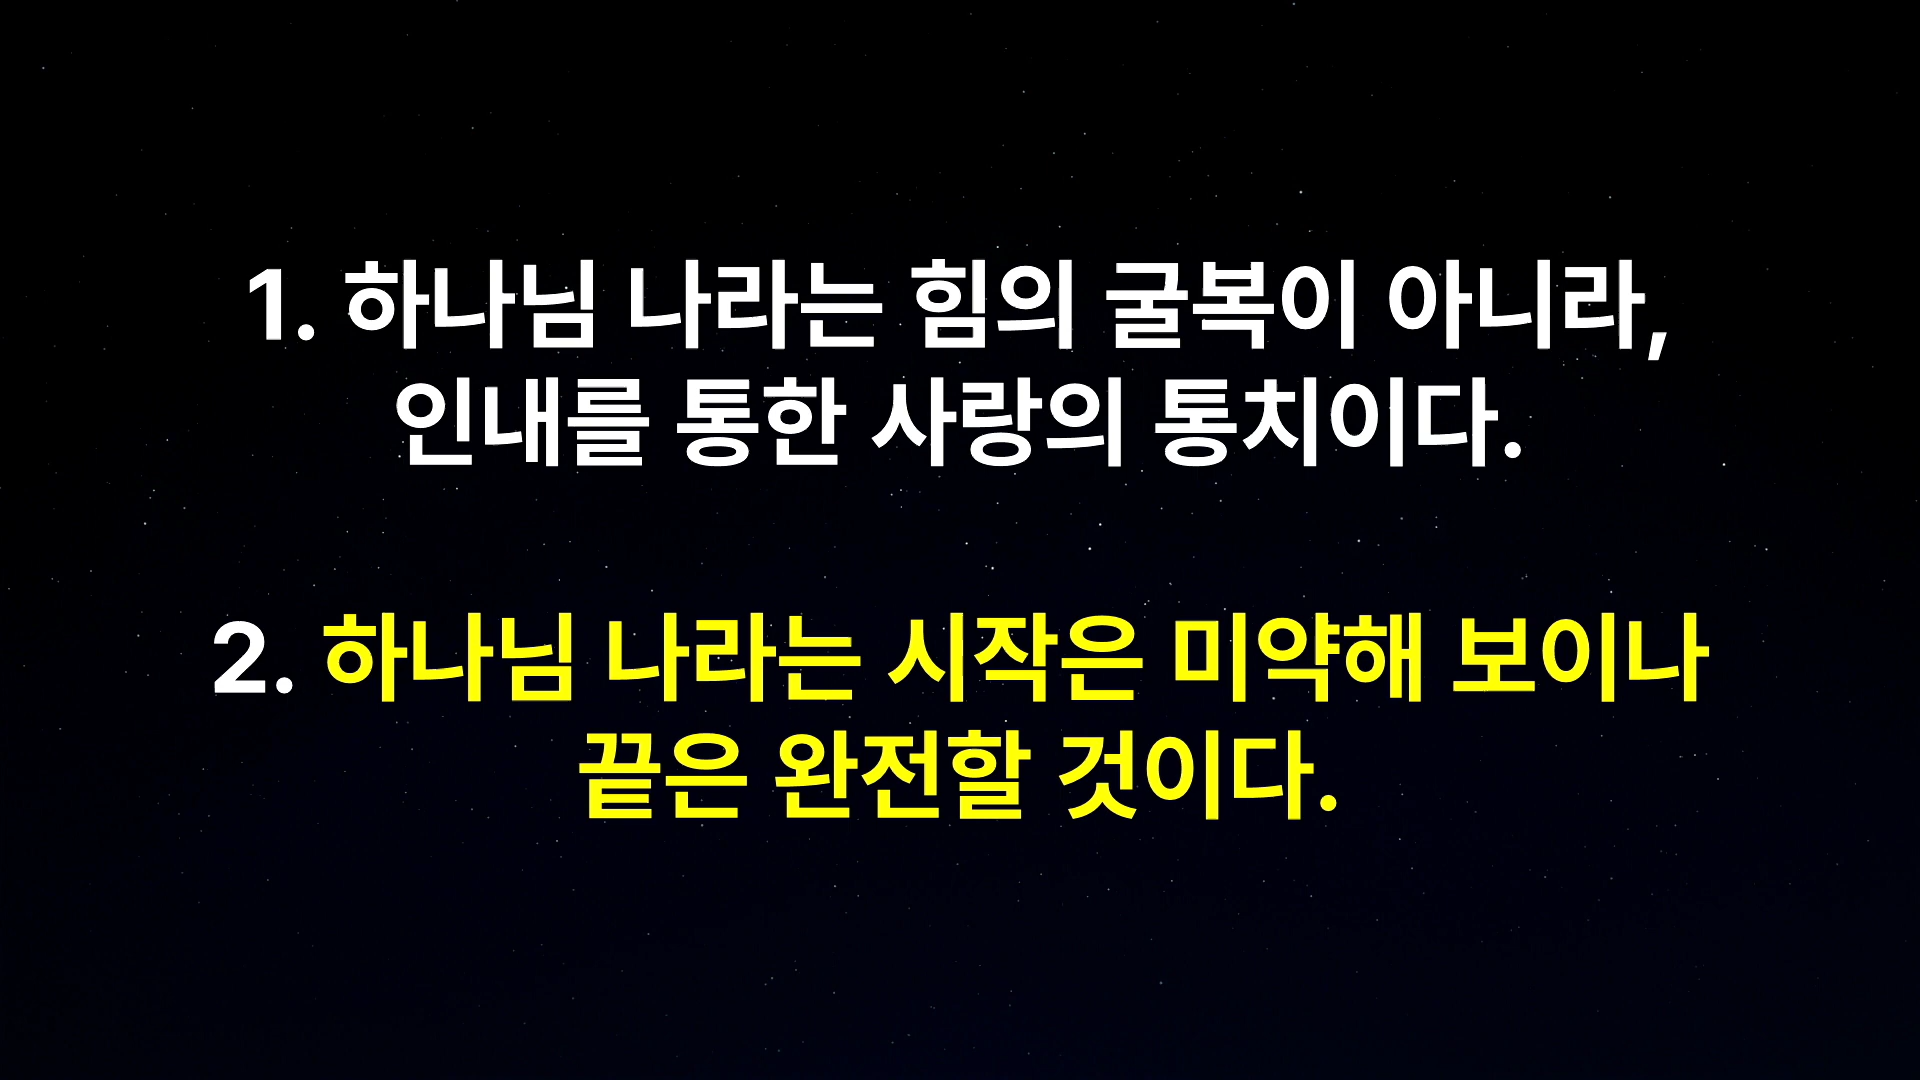 1. 하나님 나라는 힘의 굴복이 아니라,
인내를 통한 사랑의 통치이다.
2. 하나님 나라는 시작은 미약해 보이나
끝은 완전할 것이다.